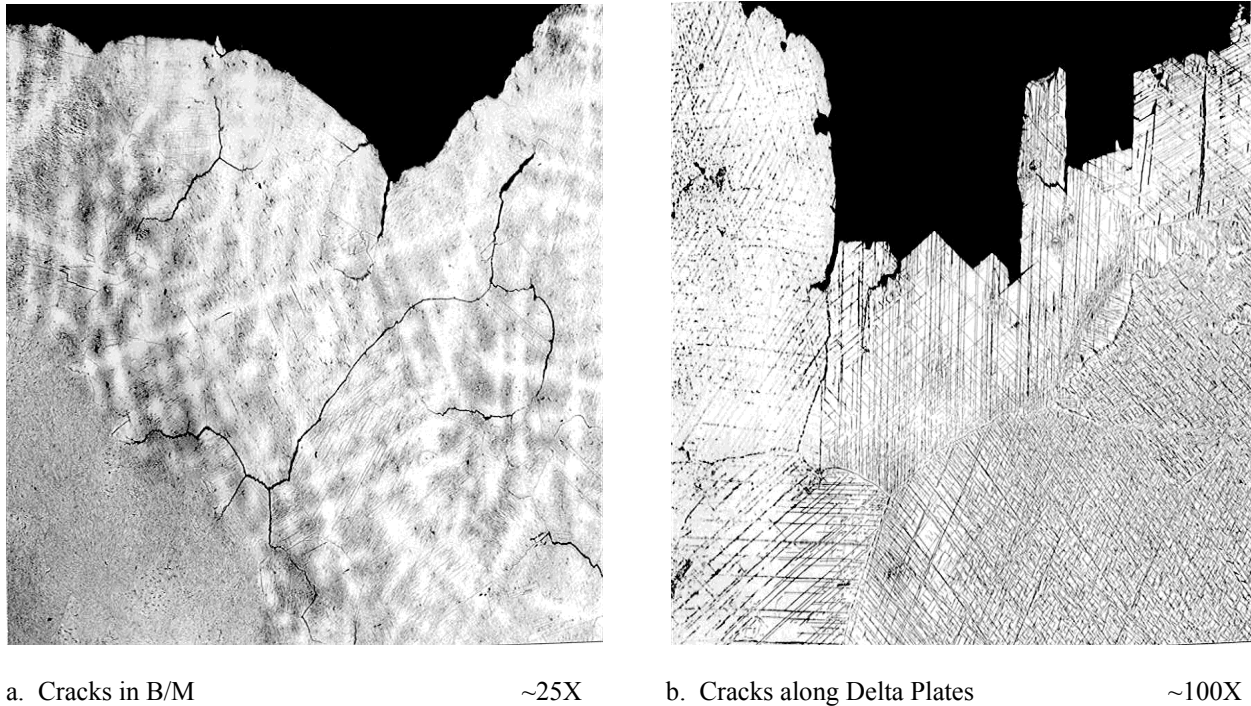 a. Cracks in B/M ~25X
b. Cracks along Delta Plates ~100X